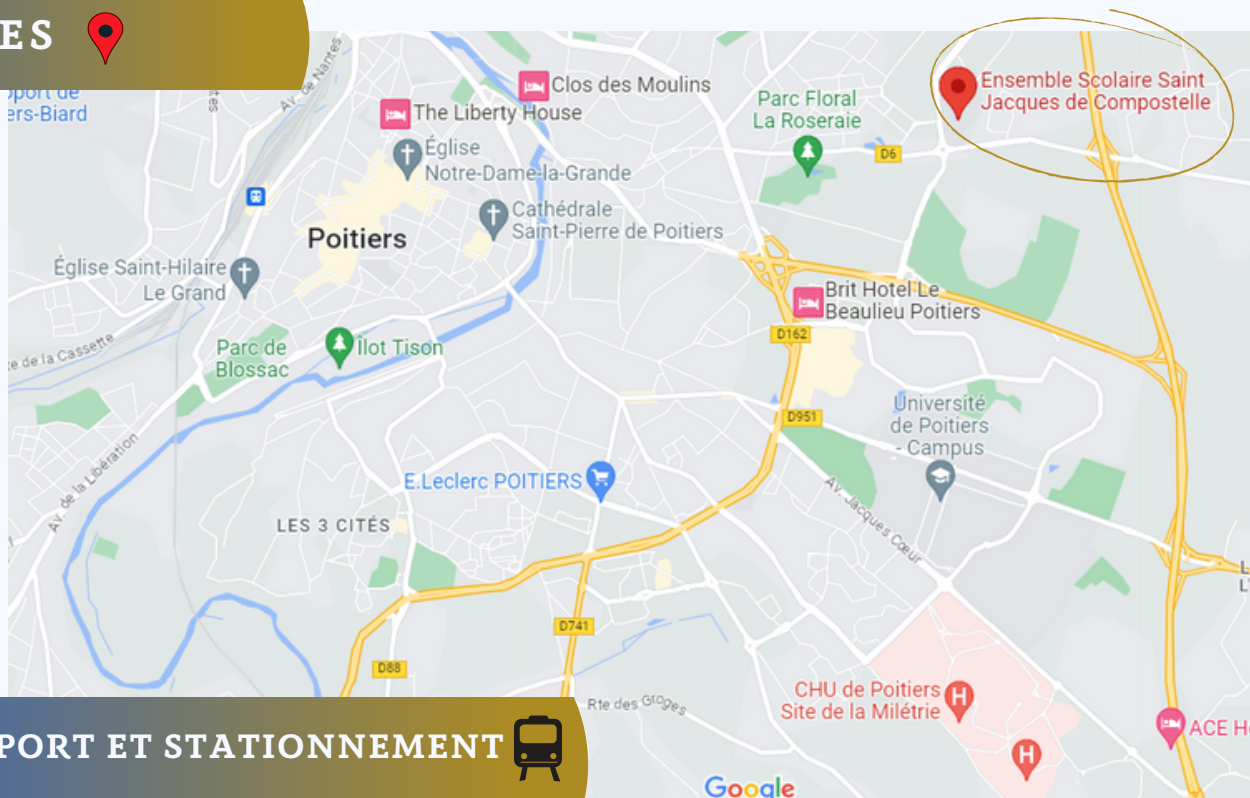 ES
Av. de Nantes
port de
ers-Biard
tes
Clos des Moulins
The Liberty House
Parc Floral
La Roseraie
Ensemble Scolaire Saint
Jacques de Compostelle
Église
Notre-Dame-la-Grande
D6
Cathédrale
Saint-Pierre de Poitiers
Poitiers
Église Saint-Hilaire
Le Grand
Brit Hotel Le
Beaulieu Poitiers
D162
te de la Cassette
Parc de
Blossac
Îlot Tison
D951
Université
de Poitiers
- Campus
Av. de la Libération
E.Leclerc POITIERS
Av. Jacques Cœur
LES 3 CITÉS
D741
D88
CHU de Poitiers
Site de la Milétrie
H
Rte des Groges
ACE H
H
PORT ET STATIONNEMENT
Google